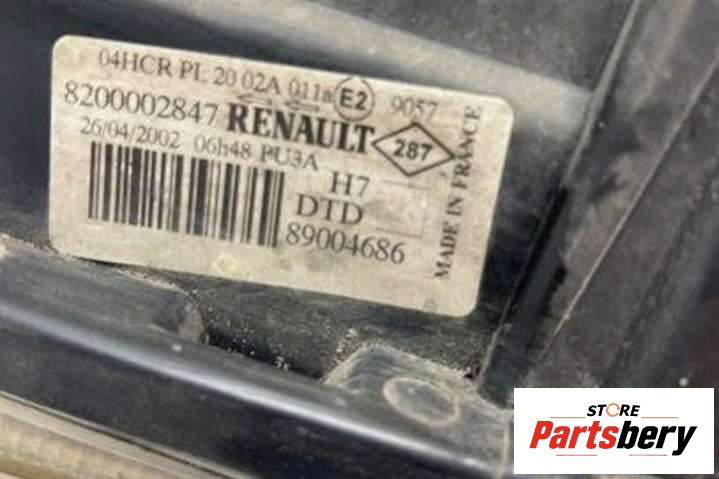 04HCR PL 20 02A 011a E2 9057
8200002847 RENAULT 287
26/04/2002 06h48 PU3A
H7
DTD
89004686
MADE IN FRANCE
STORE
Partsbery